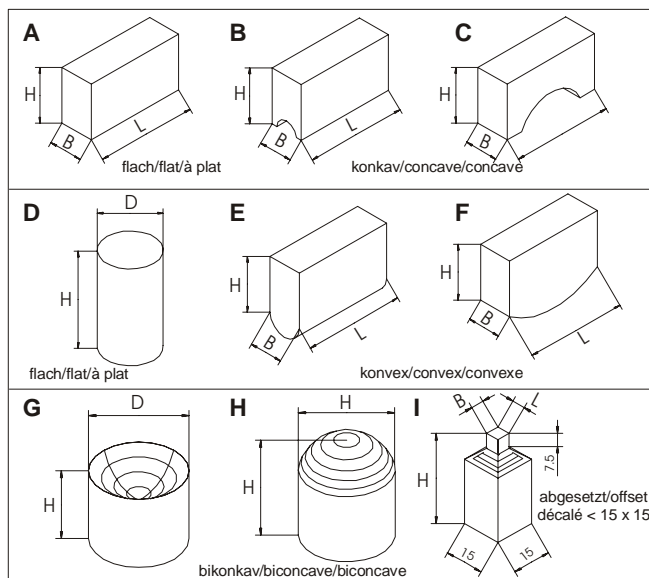 A B C
H H H
B L B L B
flach/flat/à plat konkav/concave/concave
D E F
D
H H H
B L B L
flach/flat/à plat konvex/convex/convexe
G H I
D H B L
H H H 7.5
abgesetzt/offset
décalé < 15 x 15
15 15
bikonkav/biconcave/biconcave